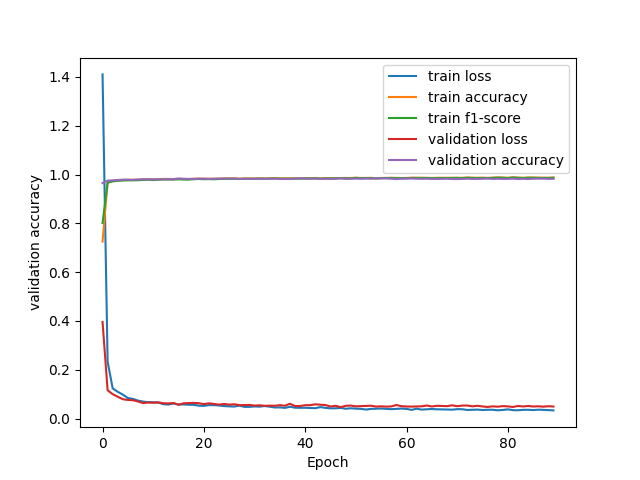 train loss
train accuracy
train f1-score
validation loss
validation accuracy
1.4
1.2
1.0
0.8
0.6
0.4
0.2
0.0
validation accuracy
0 20 40 60 80
Epoch